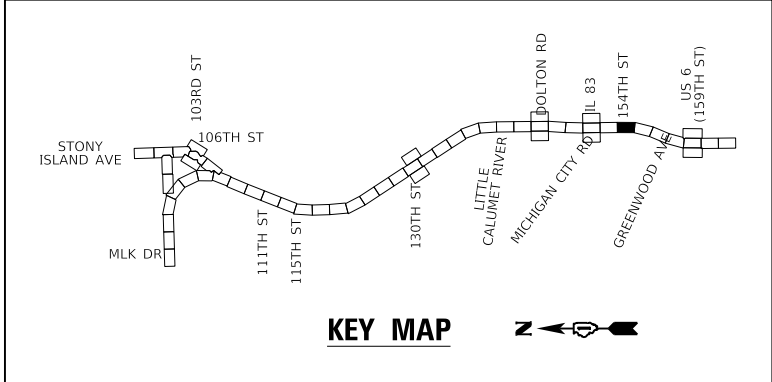 103RD ST
106TH ST
STONY
ISLAND AVE
MLK DR
111TH ST
115TH ST
130TH ST
LITTLE
CALUMET RIVER
DOLTON RD
MICHIGAN CITY RD
IL 83
154TH ST
GREENWOOD AVE
US 6
(159TH ST)
KEY MAP
N